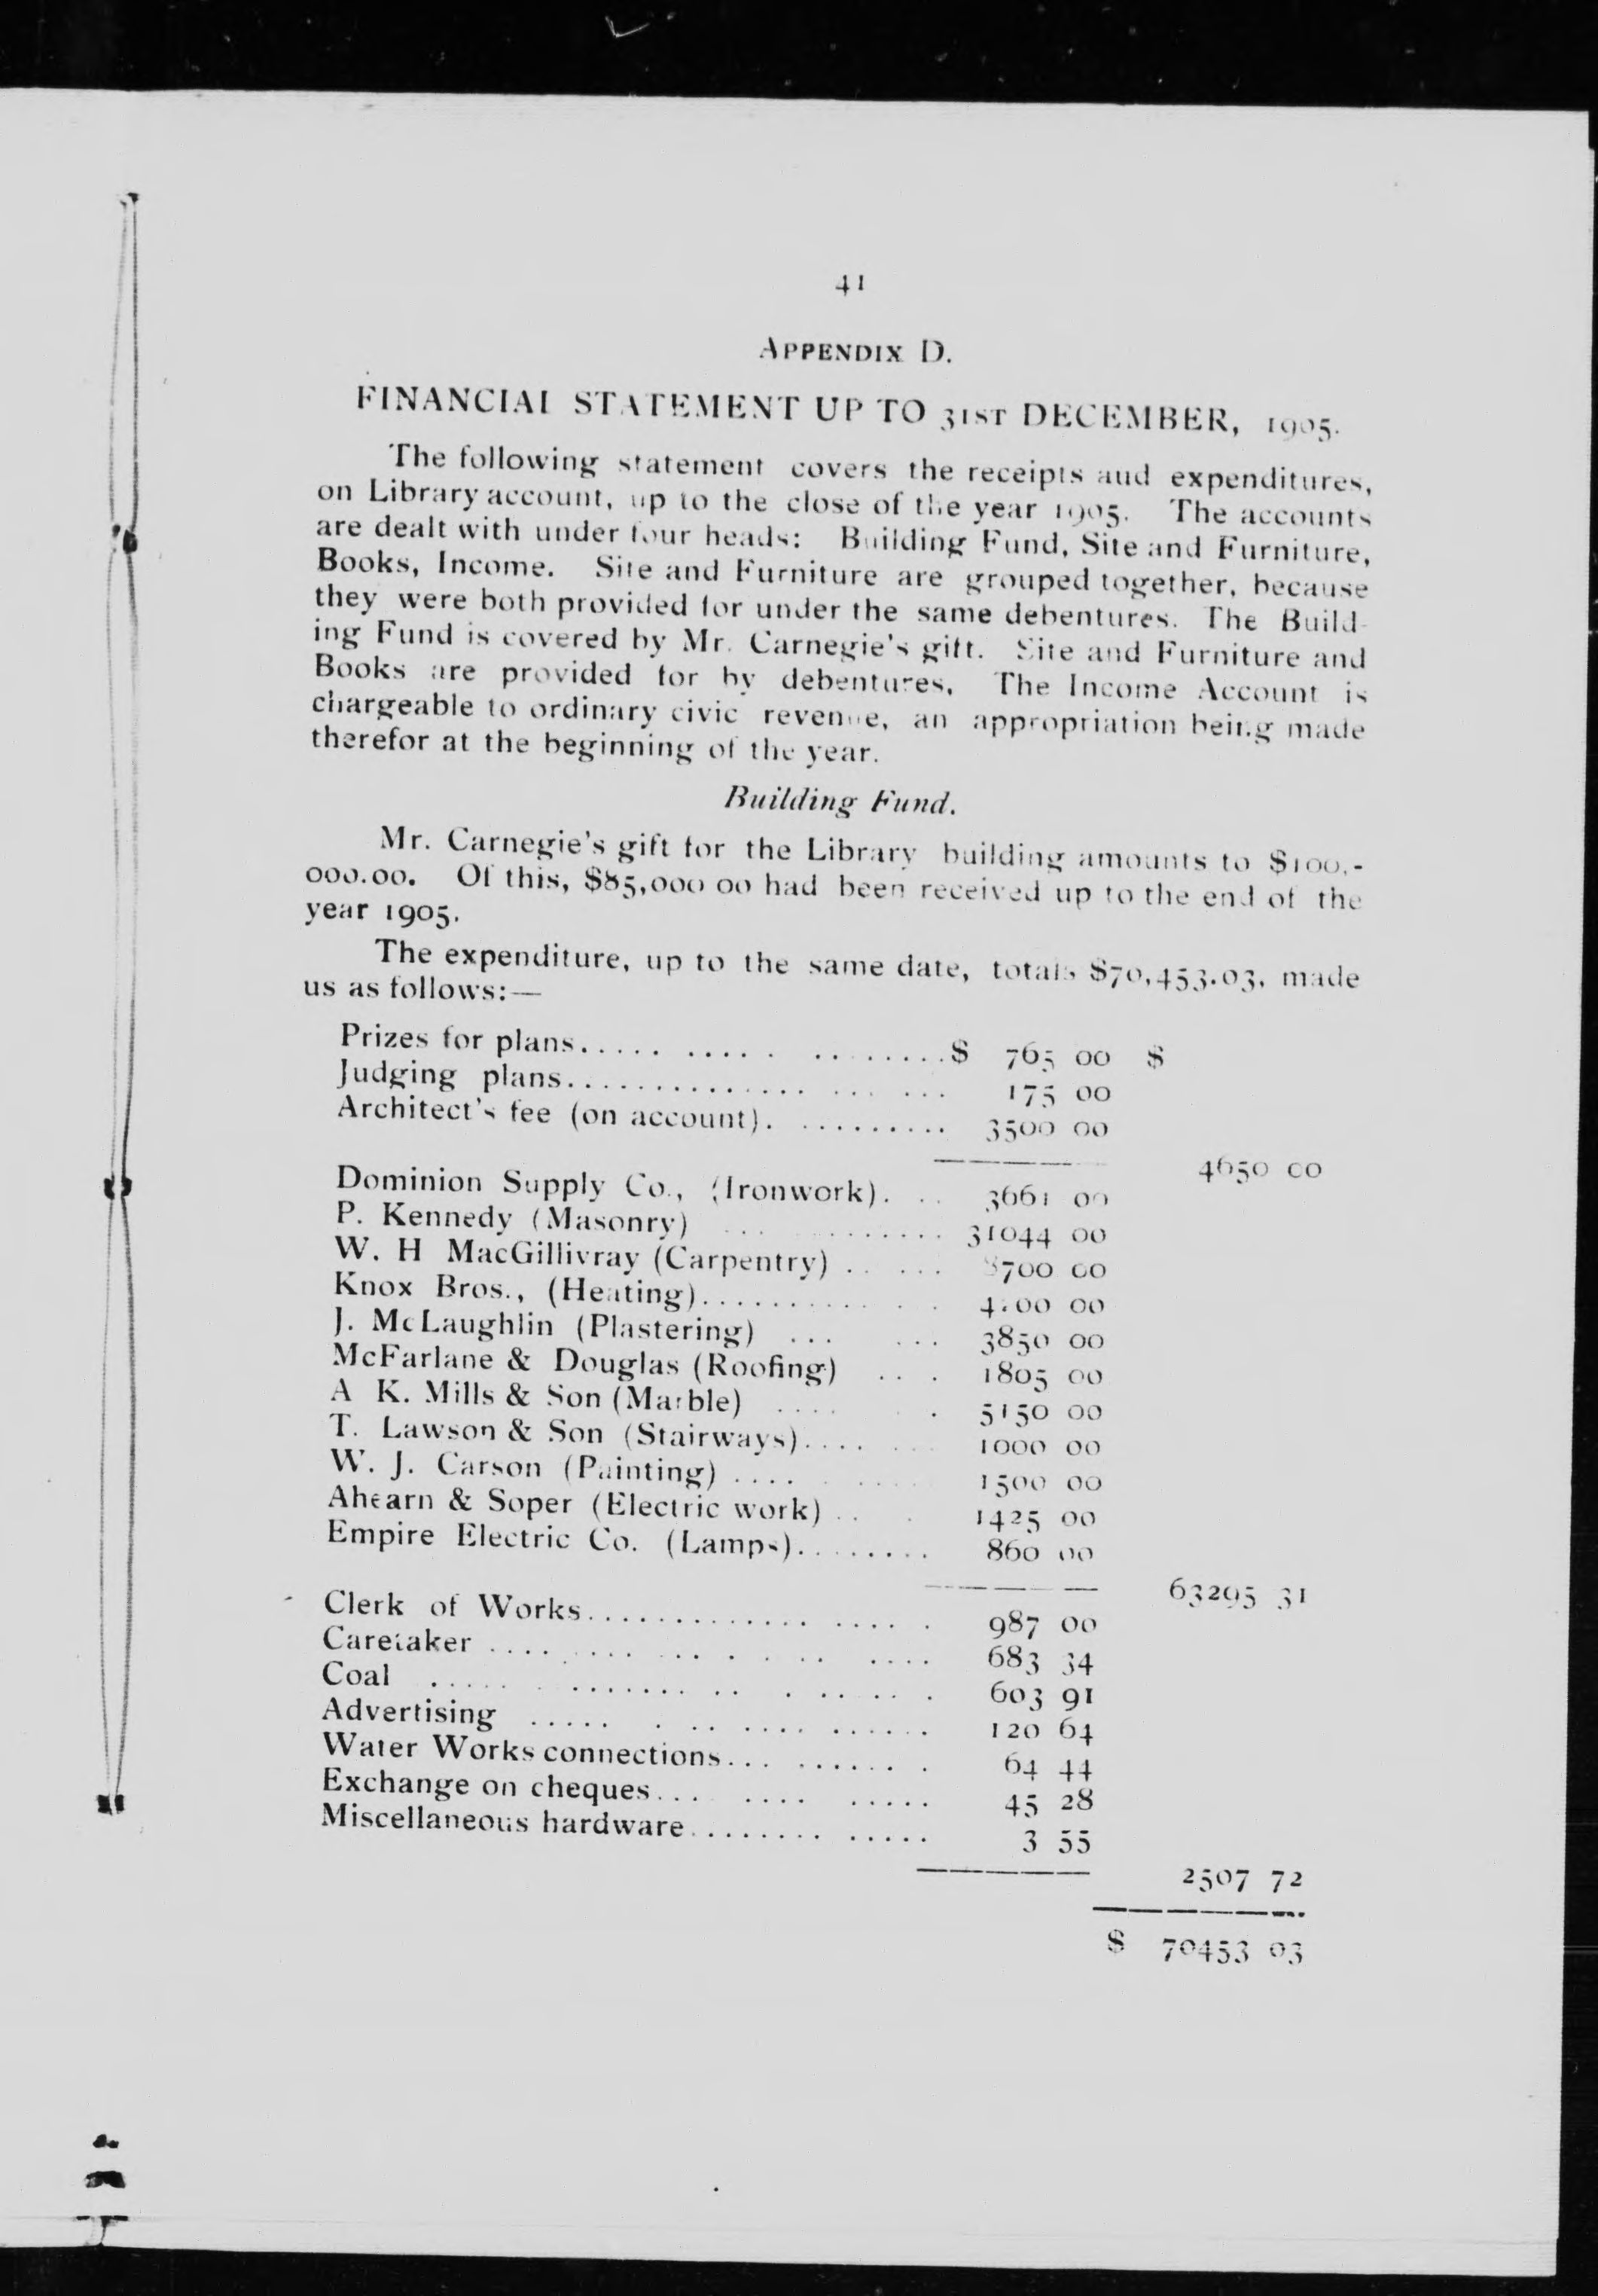 41
APPENDIX D.
FINANCIAL STATEMENT UP TO 31ST DECEMBER, 1905.
The following statement covers the receipts aud expenditures,
on Library account, up to the close of the year 1905. The accounts
are dealt with under four heads: Building Fund, Site and Furniture,
Books, Income. Site and Furniture are grouped together, because
they were both provided for under the same debentures. The Build-
ing Fund is covered by Mr. Carnegie's gift. Site and Furniture and
Books are provided for by debentures. The Income Account is
chargeable to ordinary civic revenue, an appropriation being made
therefor at the beginning of the year.
Building Fund.
Mr. Carnegie's gift for the Library building amounts to $100,-
000.00. Of this, $85,000 00 had been received up to the end of the
year 1905.
The expenditure, up to the same date, totals $70,453.03, made
us as follows:—
Prizes for plans.................$ 765 00 $
Judging plans................... 175 00
Architect's fee (on account)........... 3500 00
4650 00
Dominion Supply Co., (Ironwork)... 3661 00
P. Kennedy (Masonry) ........... 31044 00
W. H MacGillivray (Carpentry) ..... 8700 00
Knox Bros., (Heating)............ 00 00
J. McLaughlin (Plastering) ...... 3850 00
McFarlane & Douglas (Roofing) .... 1805 00
A K. Mills & Son (Marble) ..... 5150 00
T. Lawson & Son (Stairways).... 1000 00
W. J. Carson (Painting) ........ 1500 00
Ahearn & Soper (Electric work) ... 1425 00
Empire Electric Co. (Lamps)........ 860 00
63295 31
Clerk of Works.................. 987 00
Caretaker .................... 683 34
Coal .................... 603 91
Advertising .................. 120 64
Water Works connections.......... 64 44
Exchange on cheques............ 45 28
Miscellaneous hardware............. 3 55
2507 72
$ 70453 03